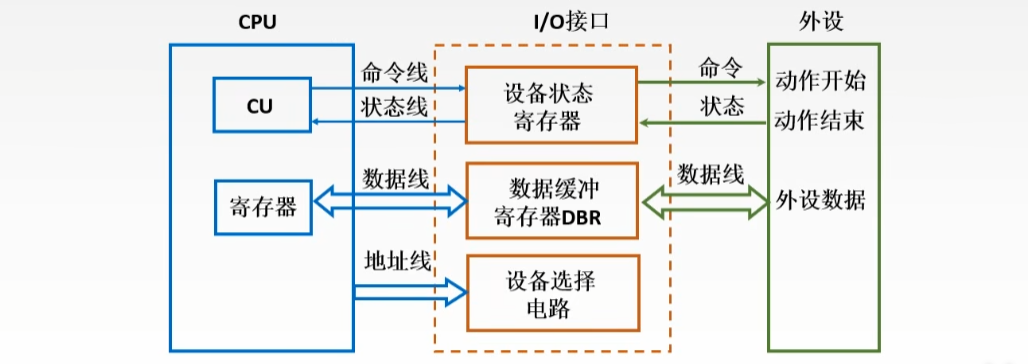 CPU
I/O接口
外设
CU
命令线
状态线
设备状态
寄存器
命令
状态
动作开始
动作结束
寄存器
数据线
数据缓冲
寄存器DBR
数据线
外设数据
地址线
设备选择
电路